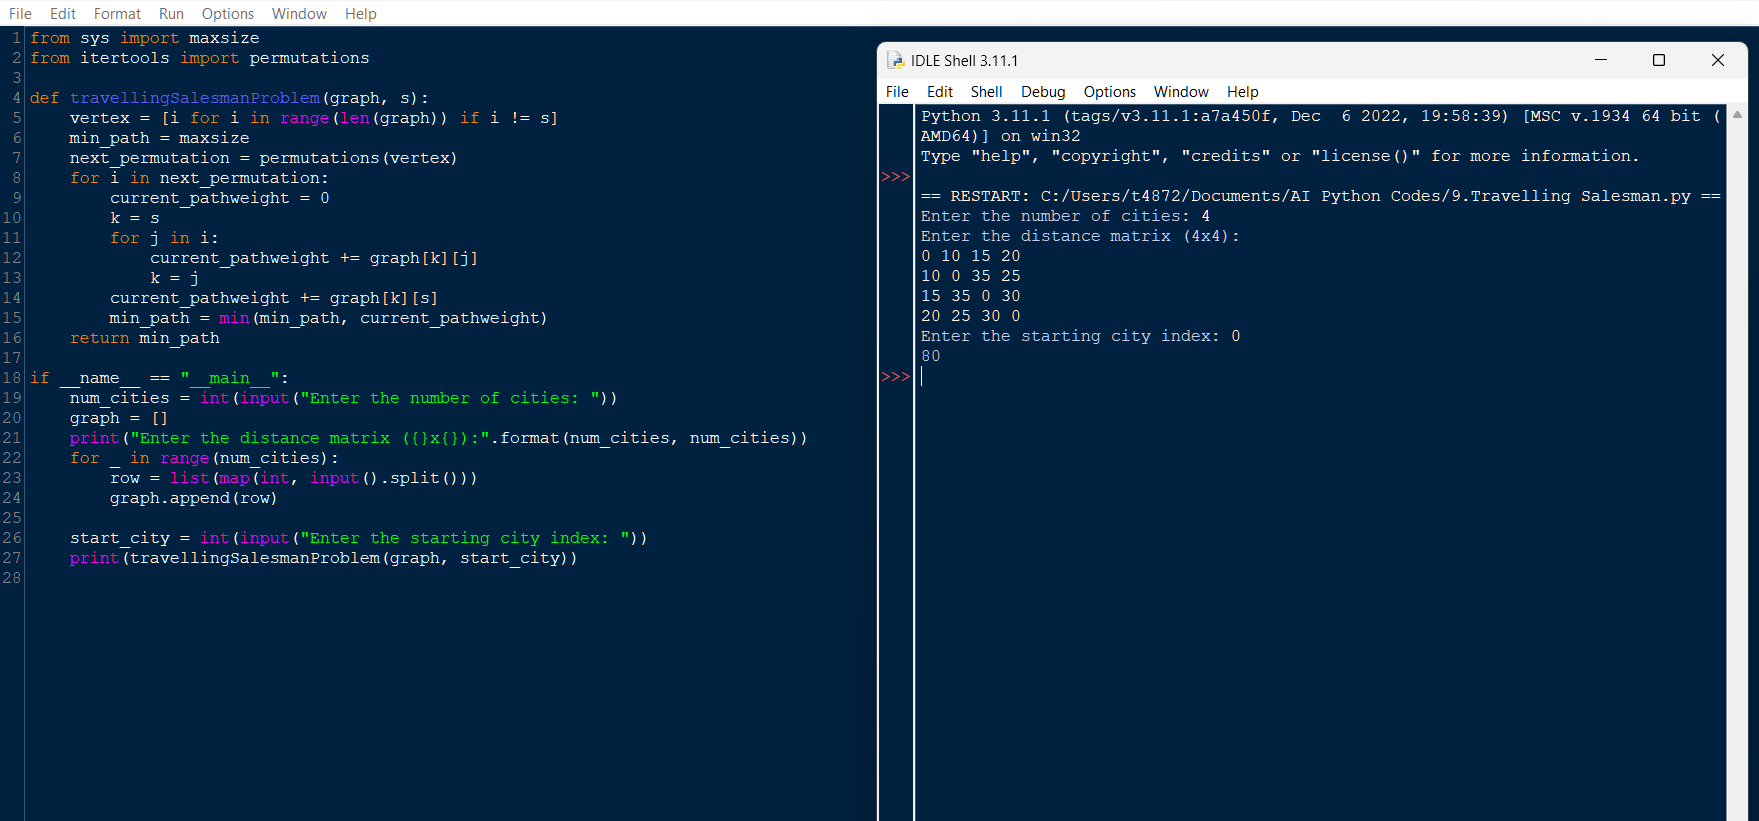 File Edit Format Run Options Window Help
1 from sys import maxsize
2 from itertools import permutations
3
4 def travellingSalesmanProblem(graph, s):
5     vertex = [i for i in range(len(graph)) if i != s]
6     min_path = maxsize
7     next_permutation = permutations(vertex)
8     for i in next_permutation:
9         current_pathweight = 0
10         k = s
11         for j in i:
12             current_pathweight += graph[k][j]
13             k = j
14         current_pathweight += graph[k][s]
15         min_path = min(min_path, current_pathweight)
16     return min_path
17
18 if __name__ == "__main__":
19     num_cities = int(input("Enter the number of cities: "))
20     graph = []
21     print("Enter the distance matrix ({}x{}):".format(num_cities, num_cities))
22     for _ in range(num_cities):
23         row = list(map(int, input().split()))
24         graph.append(row)
25
26     start_city = int(input("Enter the starting city index: "))
27     print(travellingSalesmanProblem(graph, start_city))
28
IDLE Shell 3.11.1
File Edit Shell Debug Options Window Help
Python 3.11.1 (tags/v3.11.1:a7a450f, Dec  6 2022, 19:58:39) [MSC v.1934 64 bit (
AMD64)] on win32
Type "help", "copyright", "credits" or "license()" for more information.
>>>
== RESTART: C:/Users/t4872/Documents/AI Python Codes/9.Travelling Salesman.py ==
Enter the number of cities: 4
Enter the distance matrix (4x4):
0 10 15 20
10 0 35 25
15 35 0 30
20 25 30 0
Enter the starting city index: 0
80
>>>